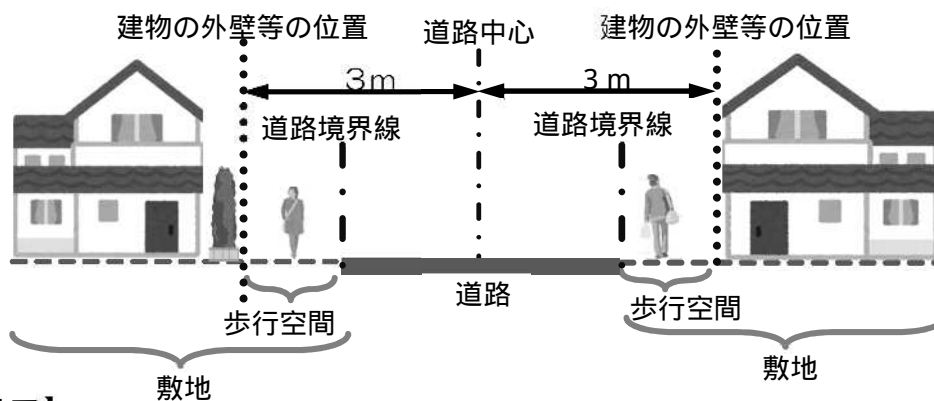 建物の外壁等の位置
道路中心
建物の外壁等の位置
3m
3m
道路境界線
道路境界線
道路
歩行空間
歩行空間
敷地
敷地